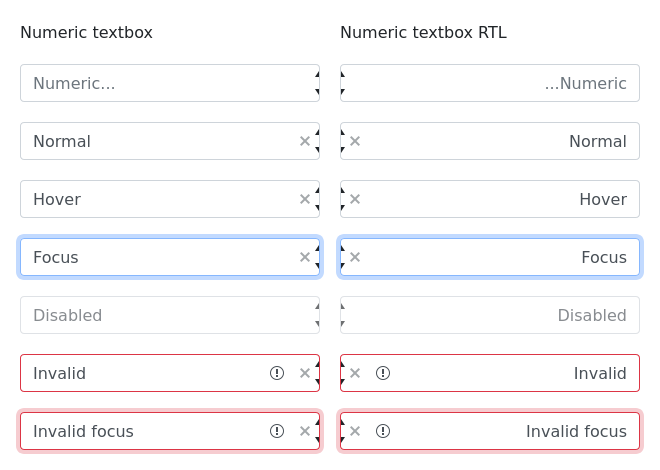 Numeric textbox
Numeric...
Normal
Hover
Focus
Disabled
Invalid
Invalid focus
Numeric textbox RTL
...Numeric
Normal
Hover
Focus
Disabled
Invalid
Invalid focus